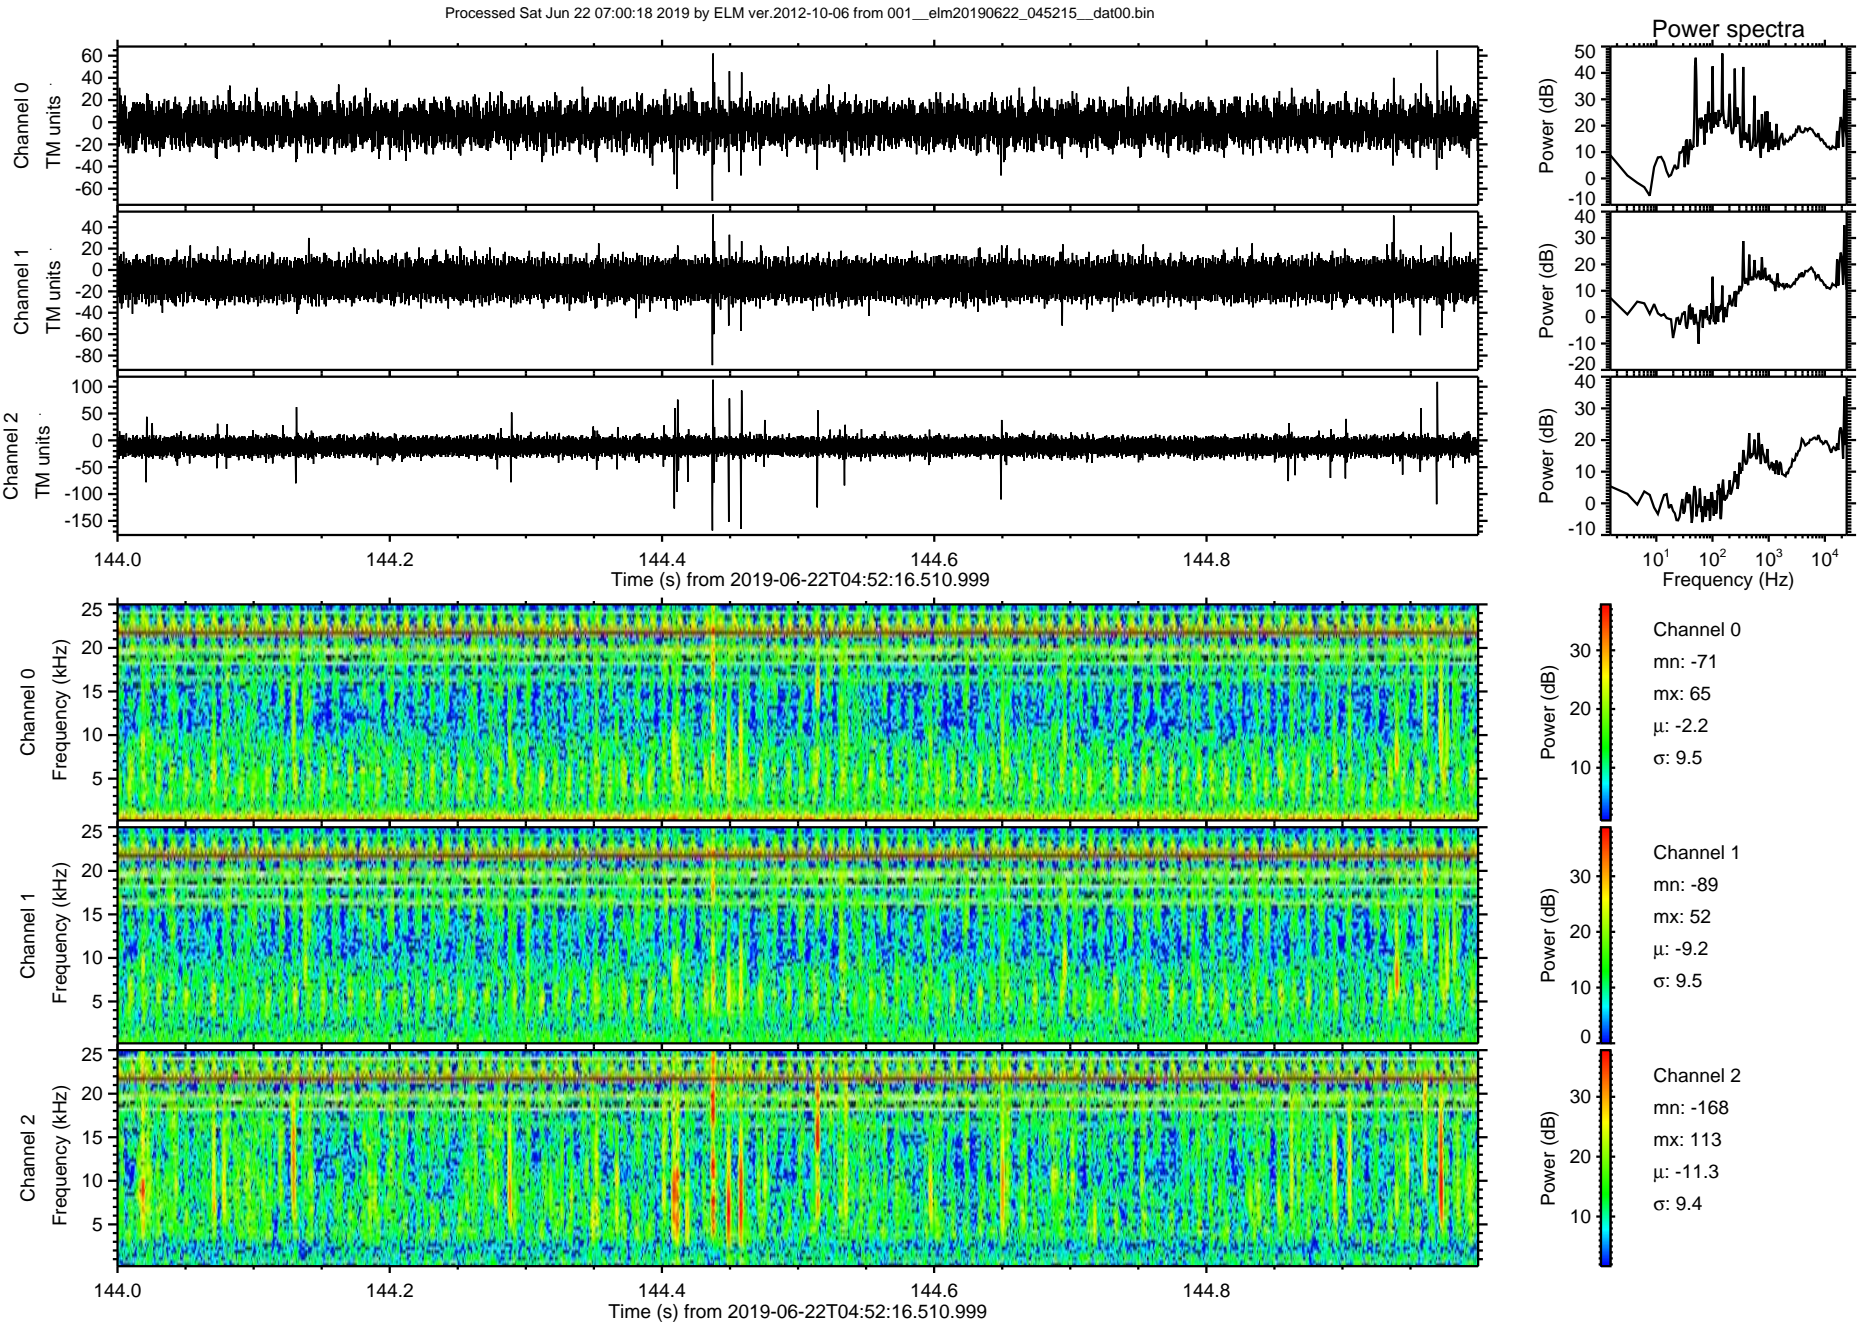 Processed Sat Jun 22 07:00:18 2019 by ELM ver.2012-10-06 from 001__elm20190622_045215__dat00.bin
Power spectra
Channel 0
TM units
60
40
20
0
-20
-40
-60
Power (dB)
50
40
30
20
10
0
-10
Channel 1
TM units
40
20
0
-20
-40
-60
-80
Power (dB)
40
30
20
10
0
-10
-20
Channel 2
TM units
100
50
0
-50
-100
-150
Power (dB)
40
30
20
10
0
-10
144.0 144.2 144.4 144.6 144.8
Time (s) from 2019-06-22T04:52:16.510.999
10¹ 10² 10³ 10⁴
Frequency (Hz)
Channel 0
Frequency (kHz)
25
20
15
10
5
Power (dB)
30
20
10
Channel 0
mn: -71
mx: 65
μ: -2.2
σ: 9.5
Channel 1
Frequency (kHz)
25
20
15
10
5
Power (dB)
30
20
10
0
Channel 1
mn: -89
mx: 52
μ: -9.2
σ: 9.5
Channel 2
Frequency (kHz)
25
20
15
10
5
Power (dB)
30
20
10
Channel 2
mn: -168
mx: 113
μ: -11.3
σ: 9.4
144.0 144.2 144.4 144.6 144.8
Time (s) from 2019-06-22T04:52:16.510.999